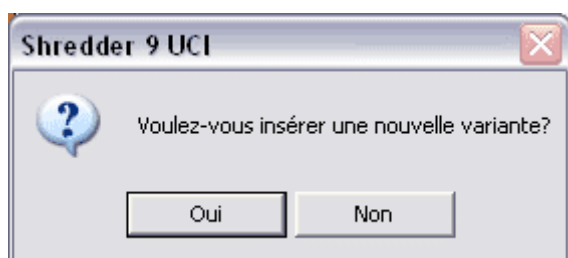 Shredder 9 UCI
Voulez-vous insérer une nouvelle variante?
Oui
Non